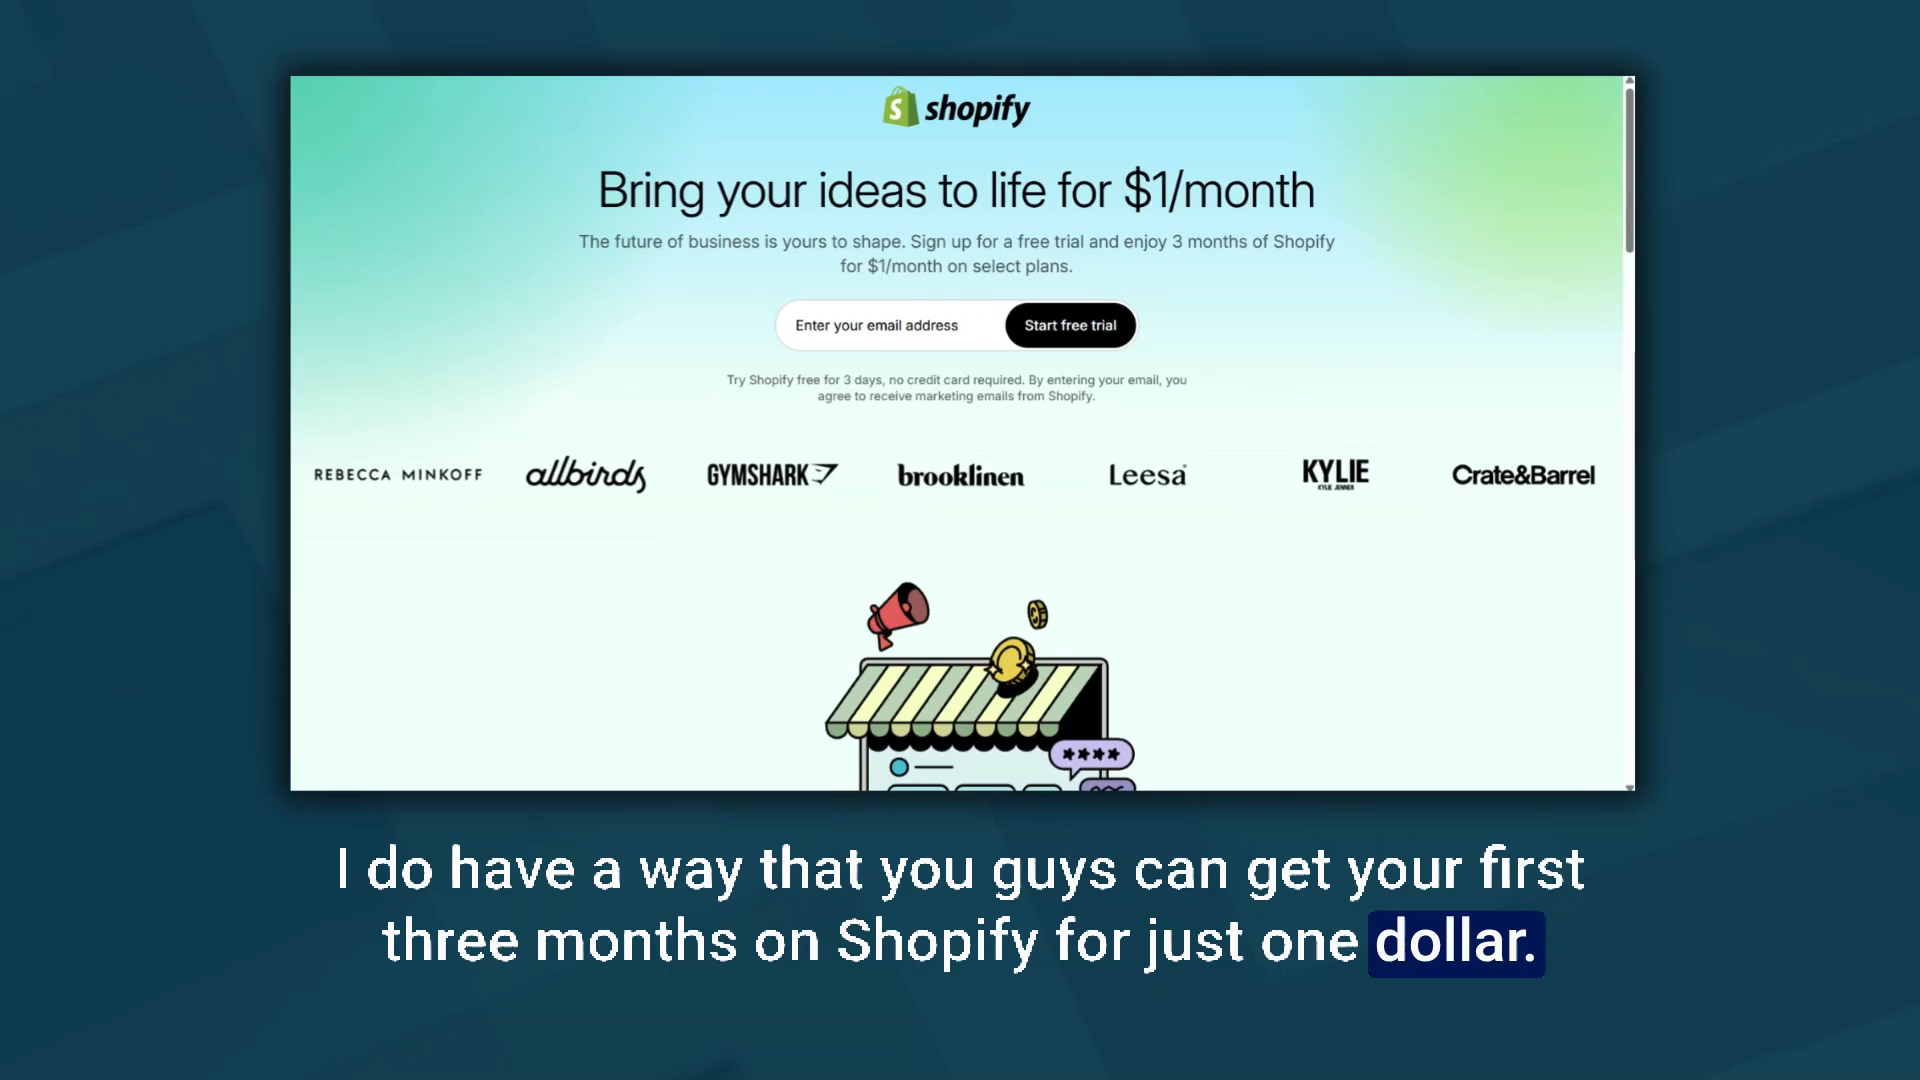 shopify
Bring your ideas to life for $1/month
The future of business is yours to shape. Sign up for a free trial and enjoy 3 months of Shopify
for $1/month on select plans.
Enter your email address Start free trial
Try Shopify free for 3 days, no credit card required. By entering your email, you
agree to receive marketing emails from Shopify.
REBECCA MINKOFF allbirds GYMSHARK brooklinen Leesa KYLIE Crate&Barrel
KYLIE JENNER
I do have a way that you guys can get your first
three months on Shopify for just one dollar.